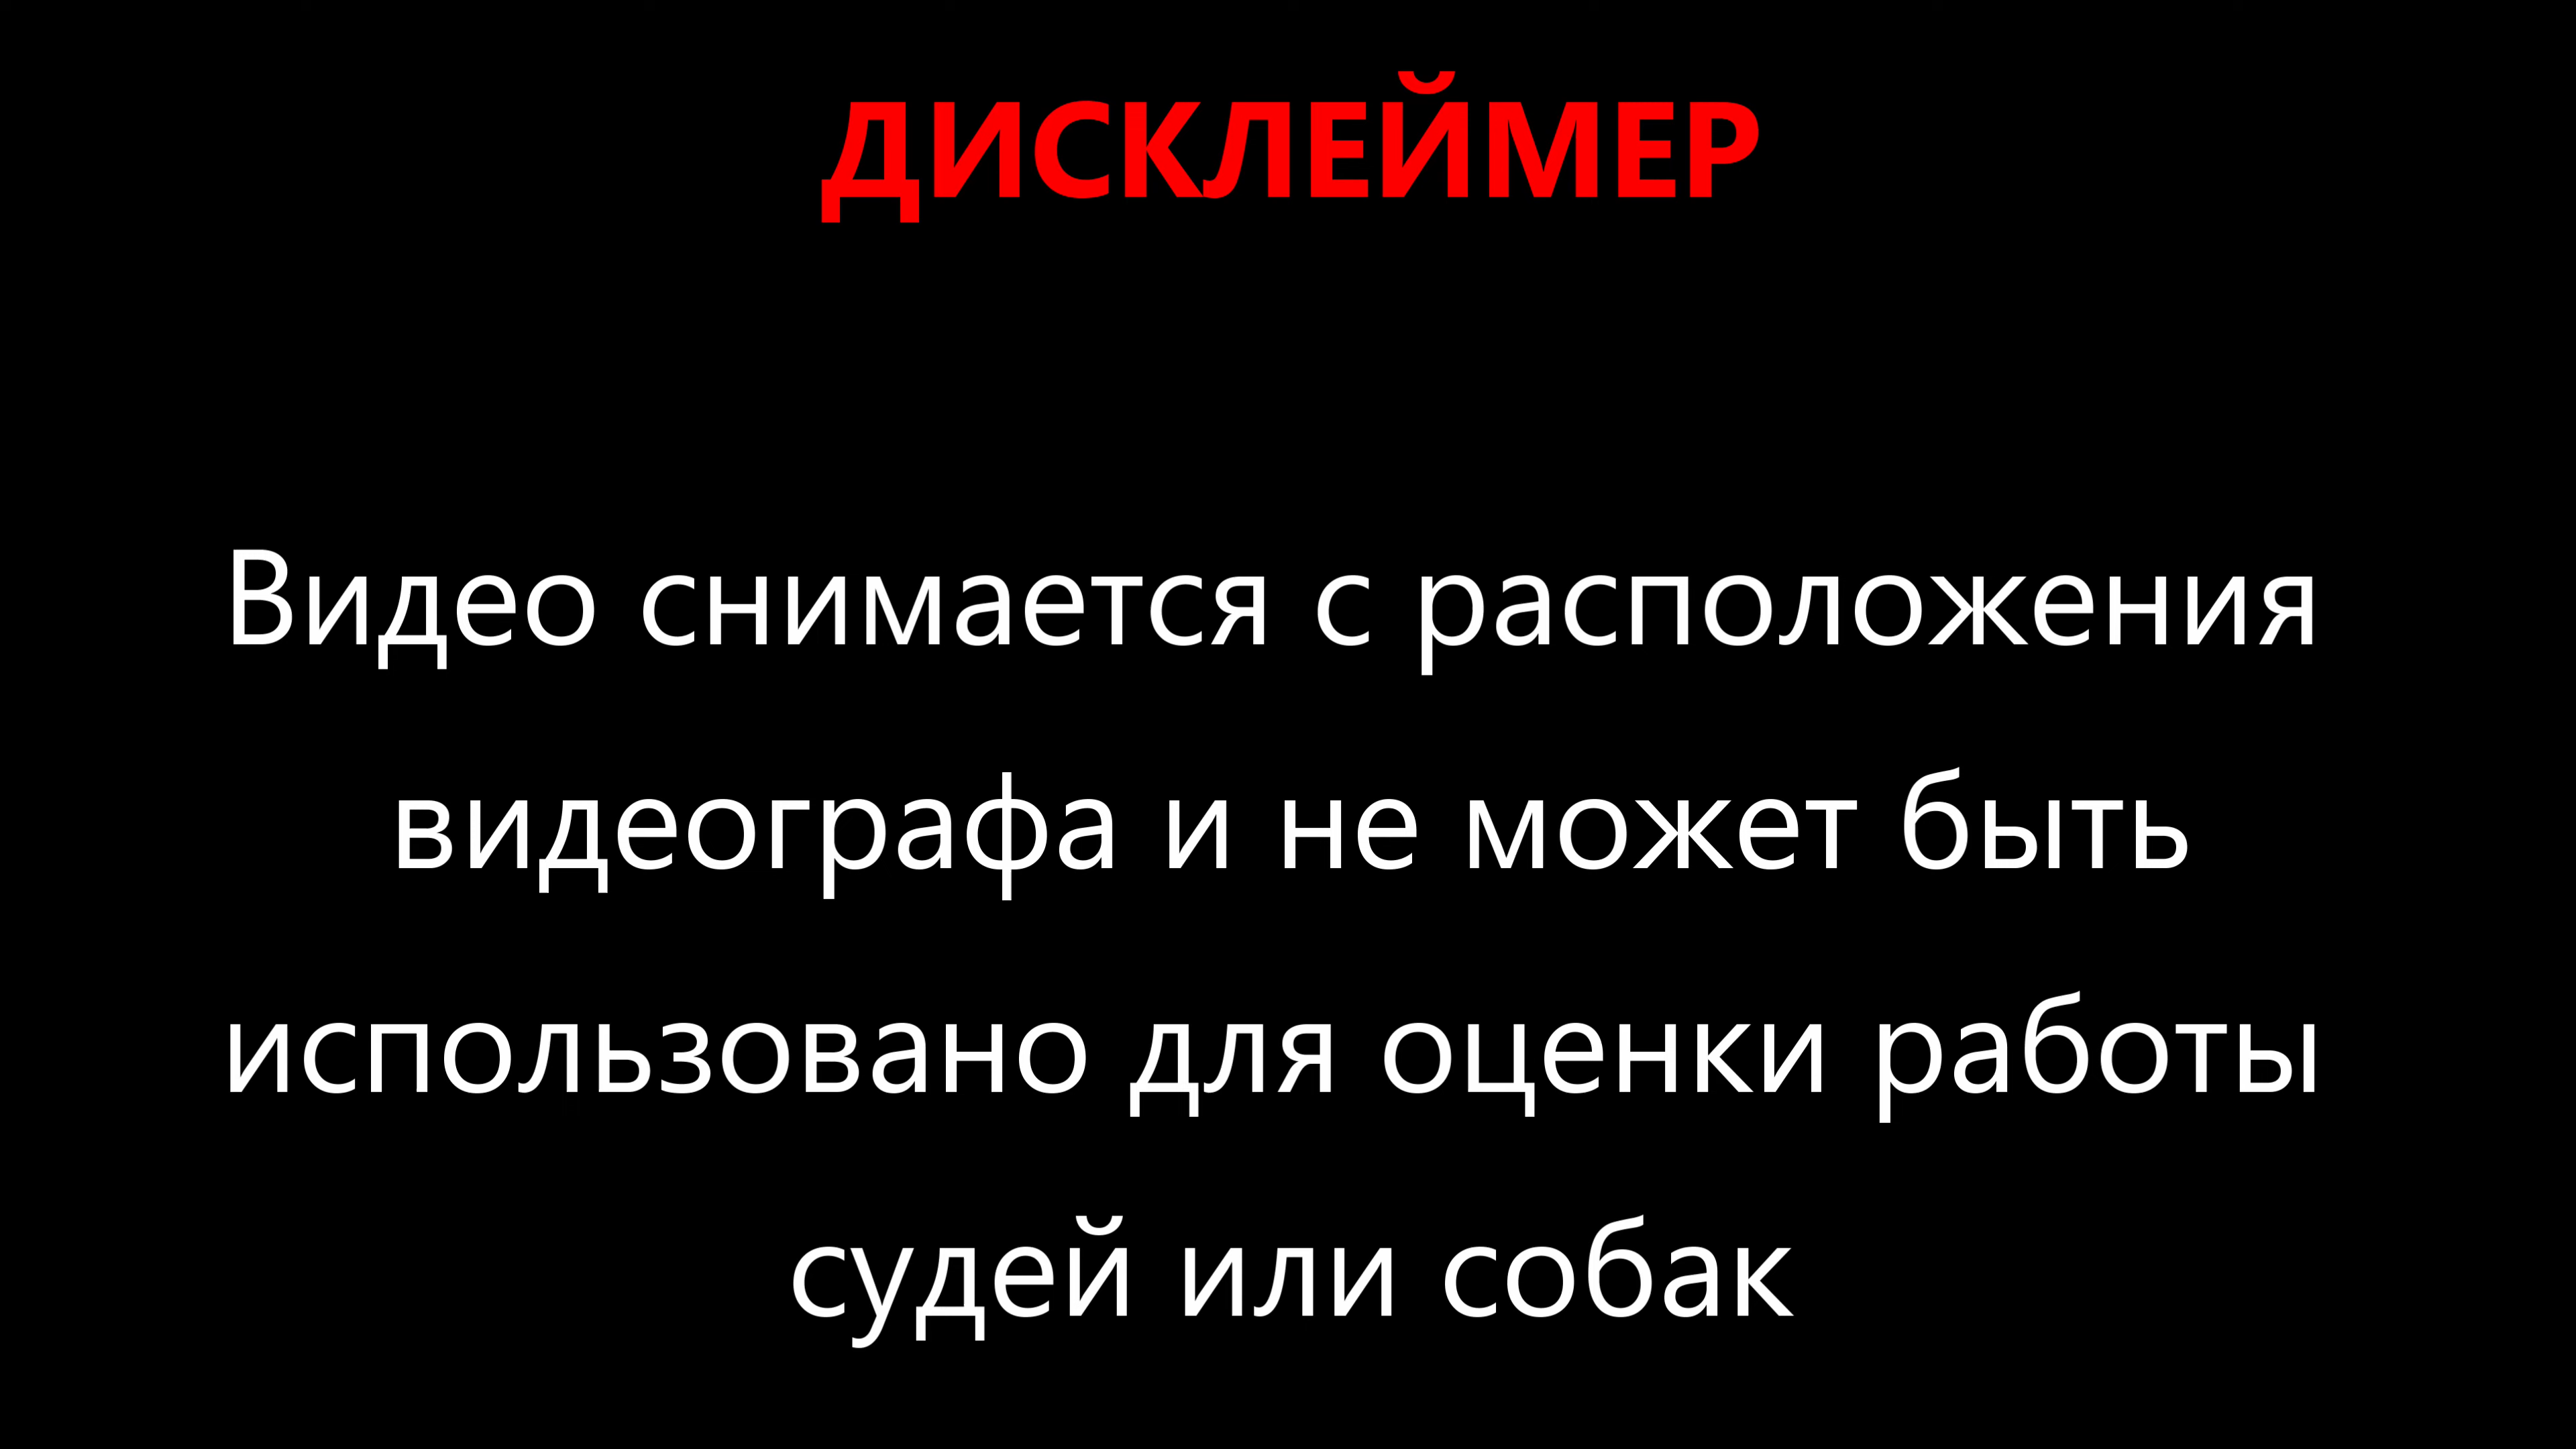 ДИСКЛЕЙМЕР
Видео снимается с расположения
видеографа и не может быть
использовано для оценки работы
судей или собак